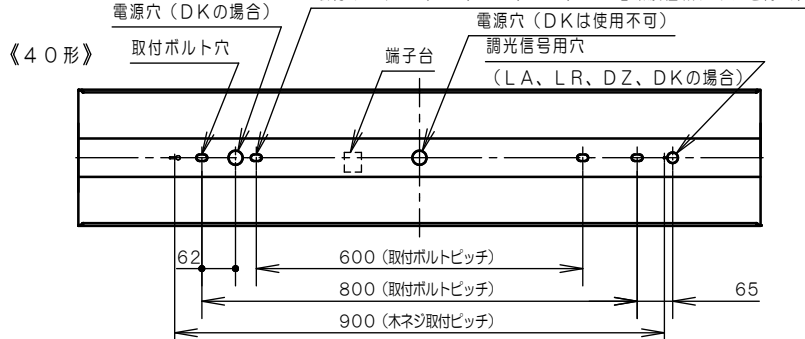 電源穴（ＤＫの場合）
電源穴（ＤＫは使用不可）
《４０形》
取付ボルト穴
端子台
調光信号用穴
（ＬＡ、ＬＲ、ＤＺ、ＤＫの場合）
６２
６００（取付ボルトピッチ）
８００（取付ボルトピッチ）
６５
９００（木ネジ取付ピッチ）